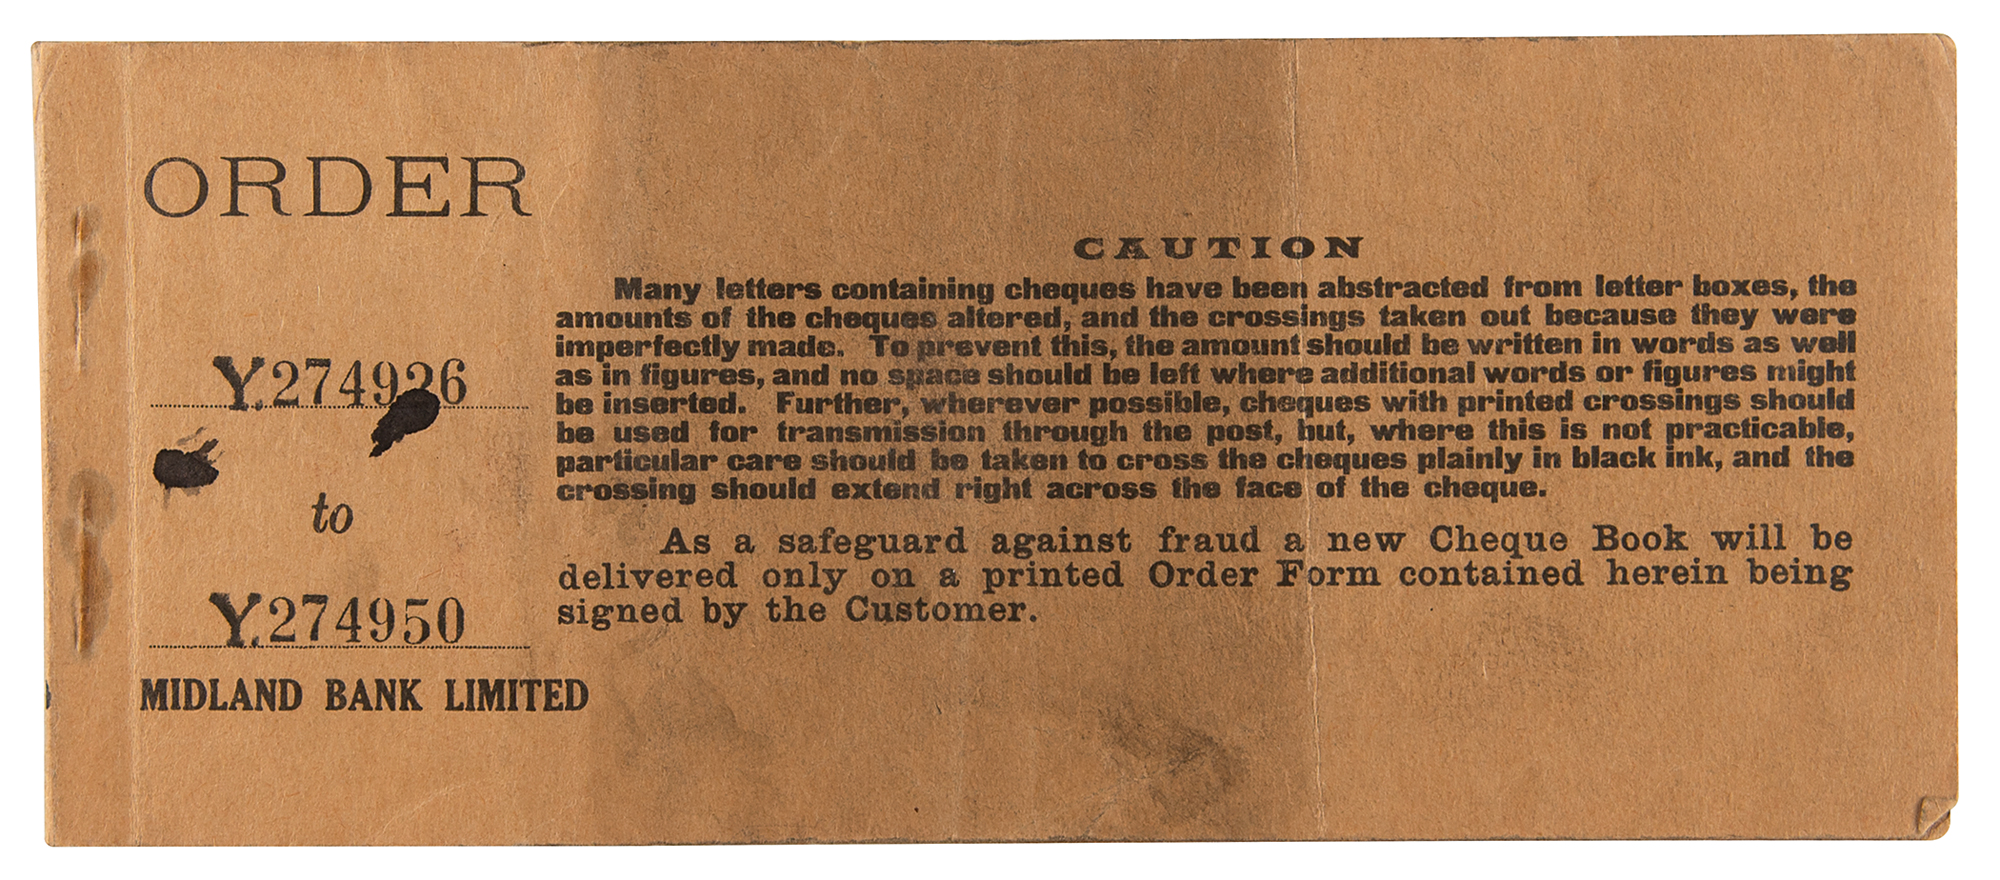 ORDER
Y.274926
to
Y.274950
MIDLAND BANK LIMITED
CAUTION
Many letters containing cheques have been abstracted from letter boxes, the
amounts of the cheques altered, and the crossings taken out because they were
imperfectly made. To prevent this, the amount should be written in words as well
as in figures, and no space should be left where additional words or figures might
be inserted. Further, wherever possible, cheques with printed crossings should
be used for transmission through the post, but, where this is not practicable,
particular care should be taken to cross the cheques plainly in black ink, and the
crossing should extend right across the face of the cheque.
As a safeguard against fraud a new Cheque Book will be
delivered only on a printed Order Form contained herein being
signed by the Customer.